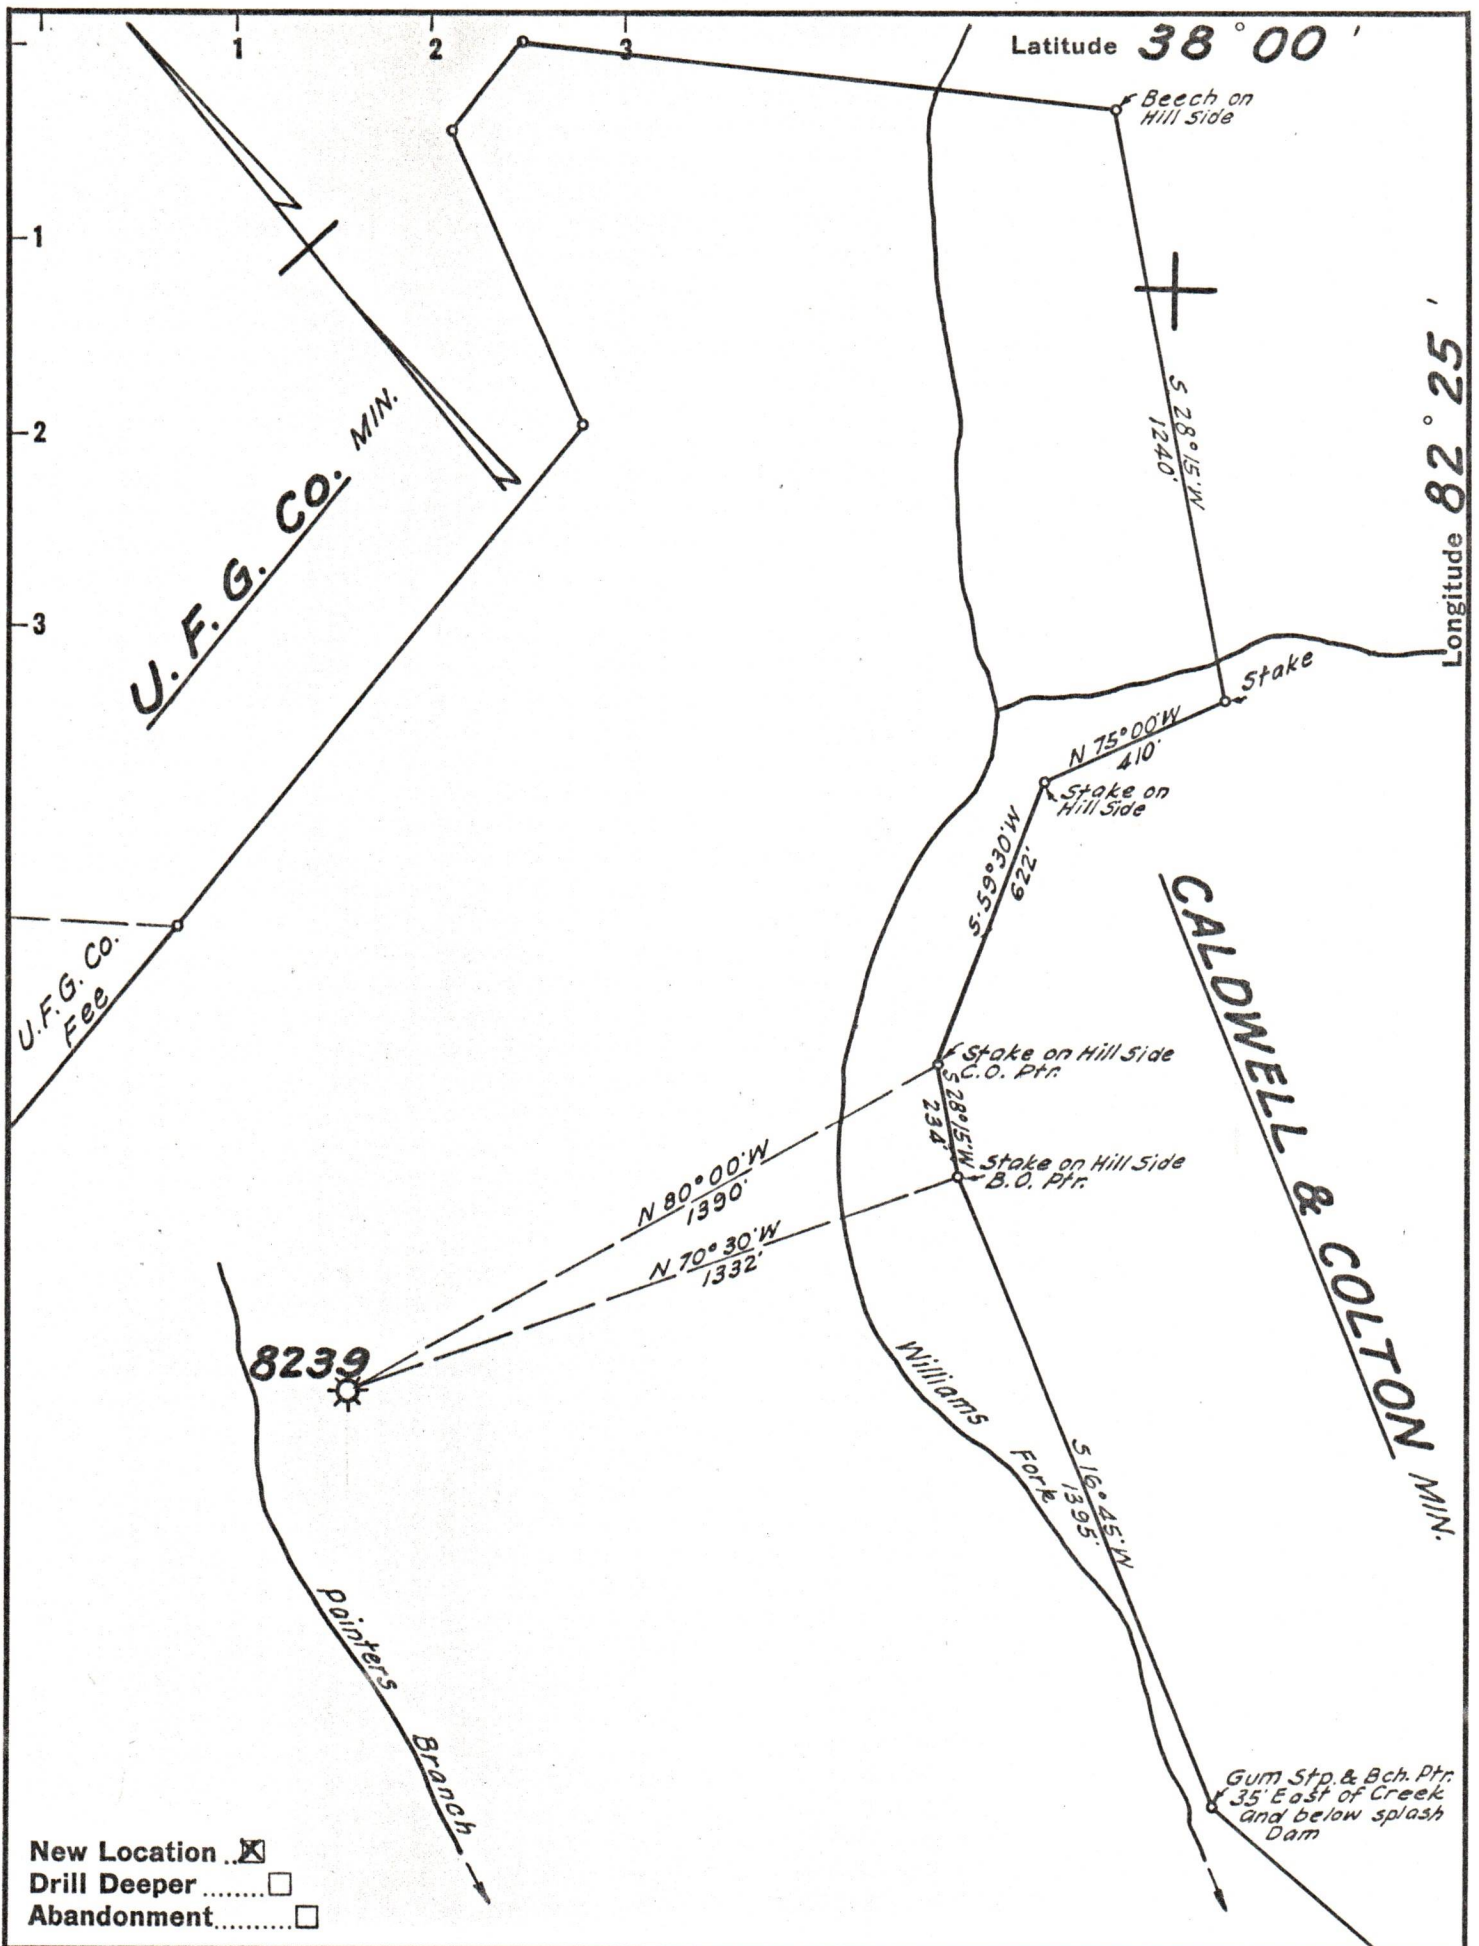 1
2
3
Latitude 38° 00 '
Beech on
Hill Side
1
2
3
Longitude 82° 25 '
S 28°15'W
1240'
U. F. G. Co. MIN.
Stake
N 75°00'W
410'
Stake on
Hill Side
S.59°30'W
622'
CALDWELL & COLTON MIN.
U.F.G. Co.
Fee
Stake on Hill Side
C.O. Ptr.
S 28°15'W
234'
Stake on Hill Side
B.O. Ptr.
N 80°00'W
1390'
N 70°30'W
1332'
8239
Williams
Fork
S 16°45'W
1395'
Painters
Branch
Gum Stp. & Bch. Ptr.
35' East of Creek
and below splash
Dam
New Location ..X
Drill Deeper ........
Abandonment..........